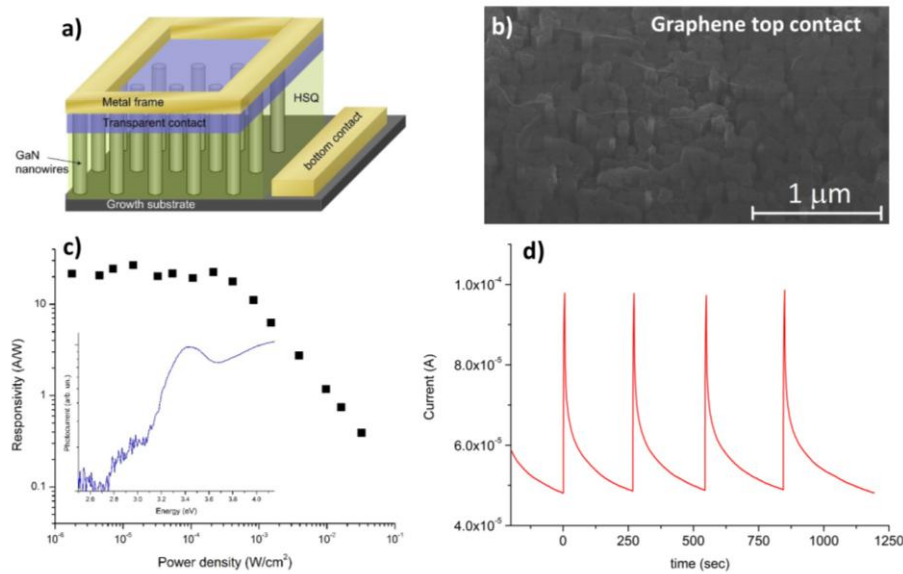 a)
Metal frame
HSQ
Transparent contact
GaN
nanowires
bottom contact
Growth substrate
b)
Graphene top contact
1 μm
c)
Responsivity (A/W)
10
1
0.1
10⁻⁶ 10⁻⁵ 10⁻⁴ 10⁻³ 10⁻² 10⁻¹
Power density (W/cm²)
Photocurrent (arb un.)
2.6 2.8 3.0 3.2 3.4 3.6 3.8 4.0
Energy (eV)
d)
Current (A)
1.0x10⁻⁴
8.0x10⁻⁵
6.0x10⁻⁵
4.0x10⁻⁵
0 250 500 750 1000 1250
time (sec)